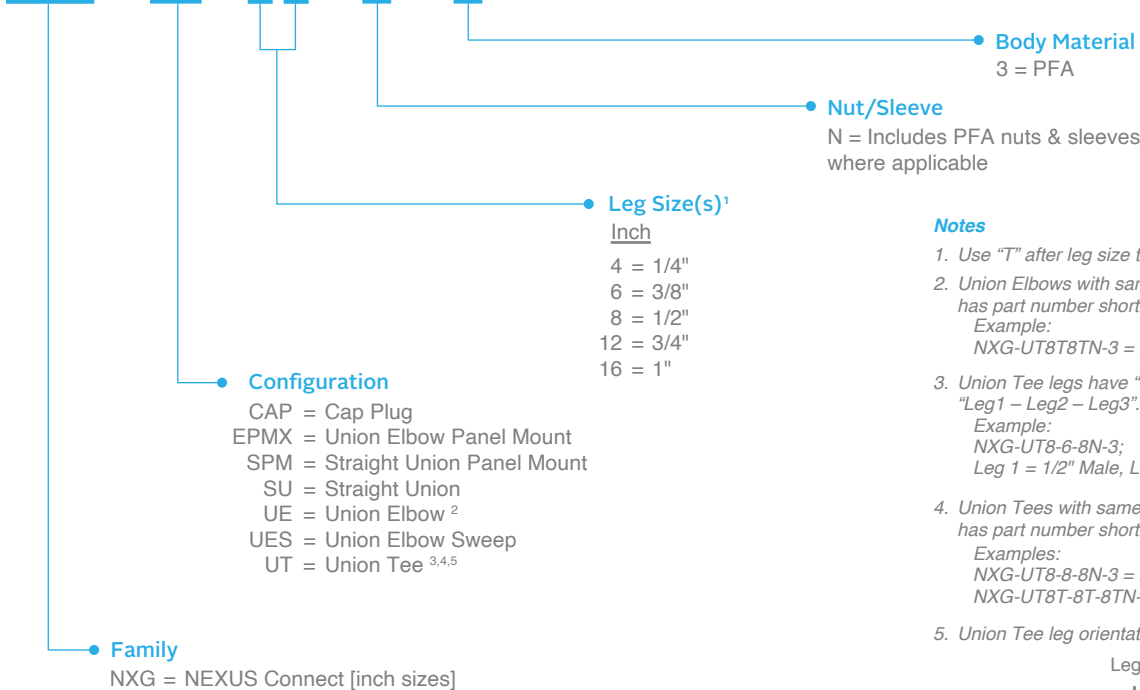 Body Material
3 = PFA
Nut/Sleeve
N = Includes PFA nuts & sleeves
where applicable
Leg Size(s)¹
Inch
4 = 1/4"
6 = 3/8"
8 = 1/2"
12 = 3/4"
16 = 1"
Configuration
CAP = Cap Plug
EPMX = Union Elbow Panel Mount
SPM = Straight Union Panel Mount
SU = Straight Union
UE = Union Elbow ²
UES = Union Elbow Sweep
UT = Union Tee ³,⁴,⁵
Family
NXG = NEXUS Connect [inch sizes]
Notes
1. Use “T” after leg size
2. Union Elbows with
has part number short
Example:
NXG-UT8T8TN-3 =
3. Union Tee legs have “
“Leg1 – Leg2 – Leg3”.
Example:
NXG-UT8-6-8N-3;
Leg 1 = 1/2" Male, L
4. Union Tees with same
has part number short
Examples:
NXG-UT8-8-8N-3 =
NXG-UT8T-8T-8TN-
5. Union Tee leg
Leg